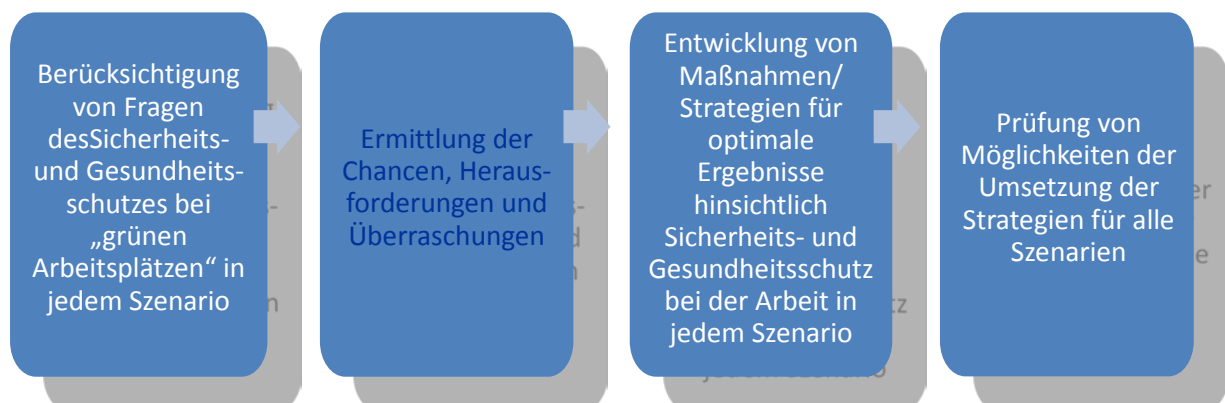 Berücksichtigung
von Fragen
desSicherheits-
und Gesundheits-
schutzes bei
„grünen
Arbeitsplätzen“ in
jedem Szenario
Ermittlung der
Chancen, Heraus-
forderungen und
Überraschungen
Entwicklung von
Maßnahmen/
Strategien für
optimale
Ergebnisse
hinsichtlich
Sicherheits- und
Gesundheitsschutz
bei der Arbeit in
jedem Szenario
Prüfung von
Möglichkeiten der
Umsetzung der
Strategien für alle
Szenarien